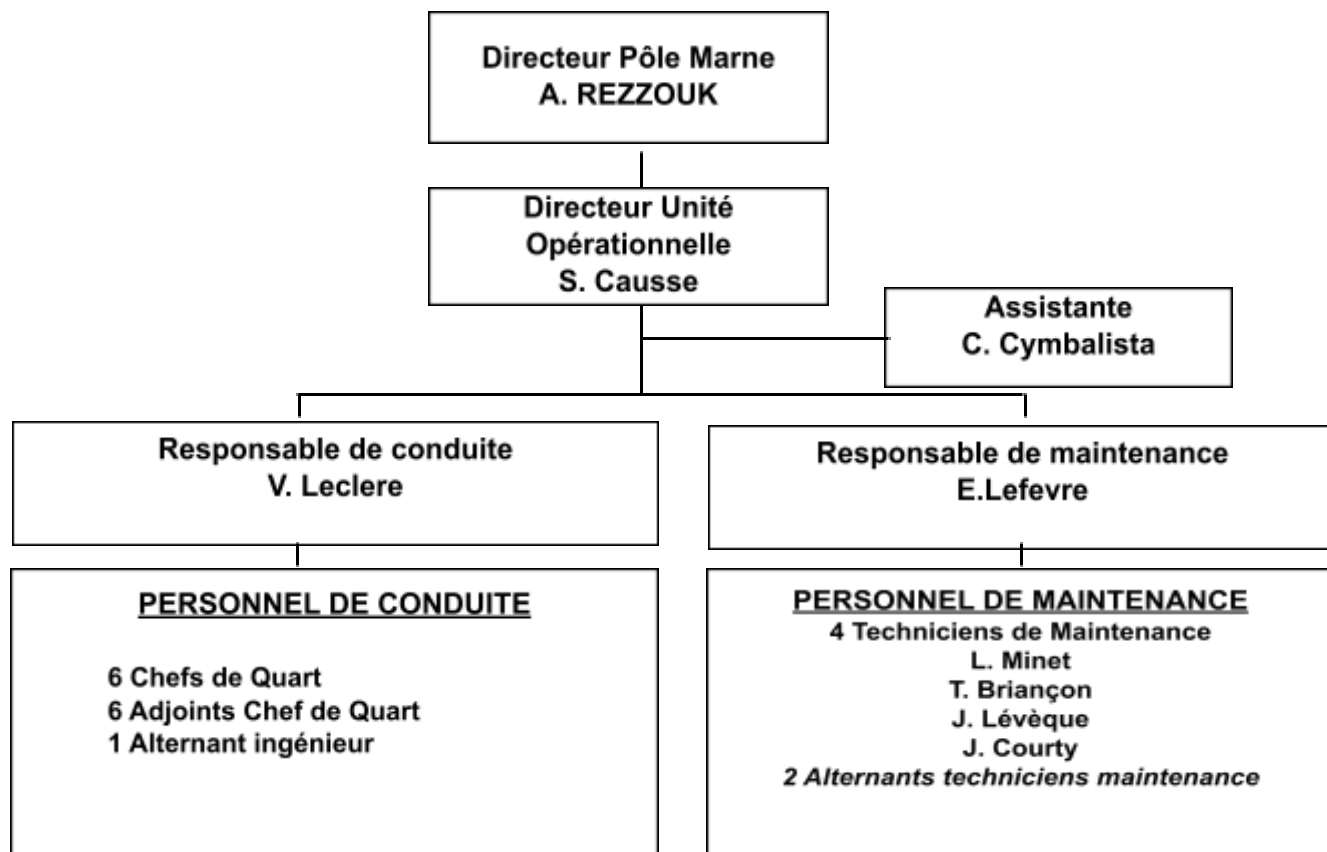 Directeur Pôle Marne
A. REZZOUK
Directeur Unité
Opérationnelle
S. Causse
Assistante
C. Cymbalista
Responsable de conduite
V. Leclere
Responsable de maintenance
E.Lefevre
PERSONNEL DE CONDUITE
6 Chefs de Quart
6 Adjoints Chef de Quart
1 Alternant ingénieur
PERSONNEL DE MAINTENANCE
4 Techniciens de Maintenance
L. Minet
T. Briançon
J. Lévèque
J. Courty
2 Alternants techniciens maintenance